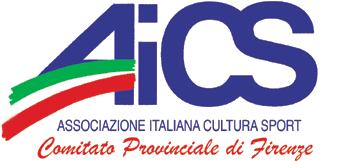 AiCS
ASSOCIAZIONE ITALIANA CULTURA SPORT
Comitato Provinciale di Firenze